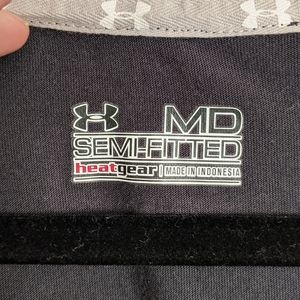 MD
SEMI-FITTED
heatgear | MADE IN INDONESIA